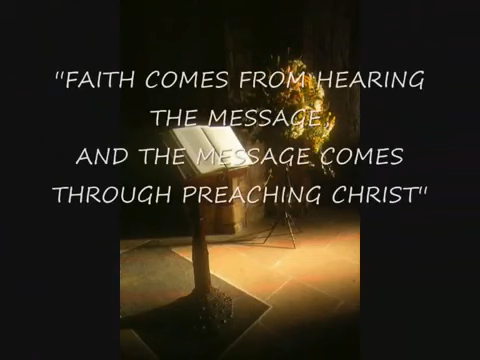 "FAITH COMES FROM HEARING
THE MESSAGE,
AND THE MESSAGE COMES
THROUGH PREACHING CHRIST"